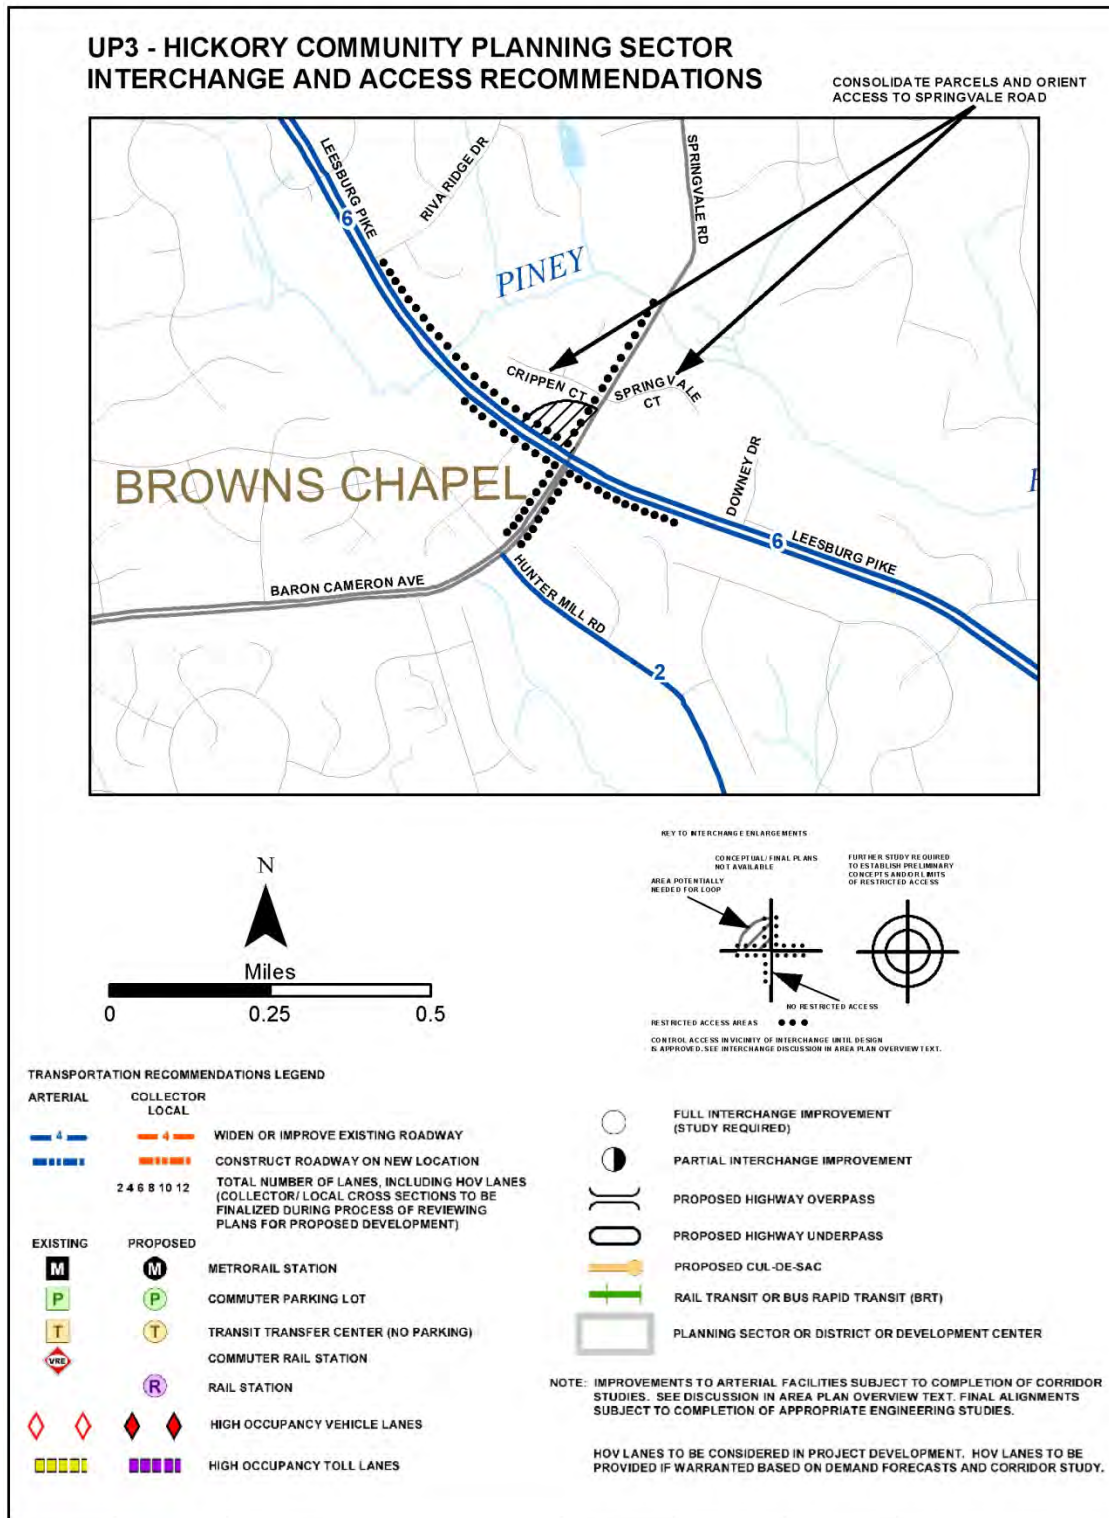 UP3 - HICKORY COMMUNITY PLANNING SECTOR
INTERCHANGE AND ACCESS RECOMMENDATIONS
CONSOLIDATE PARCELS AND ORIENT
ACCESS TO SPRINGVALE ROAD
LEESBURG PIKE
6
RIVA RIDGE DR
SPRINGVALE RD
PINEY
CRIPPEN CT
SPRINGVALE
CT
BROWNS CHAPEL
DOWNEY DR
6
LEESBURG PIKE
BARON CAMERON AVE
HUNTER MILL RD
2
N
Miles
0
0.25
0.5
KEY TO INTERCHANGE ENLARGEMENTS
CONCEPTUAL/FINAL PLANS
NOT AVAILABLE
AREA POTENTIALLY
NEEDED FOR LOOP
FURTHER STUDY REQUIRED
TO ESTABLISH PRELIMINARY
CONCEPTS AND/OR LIMITS
OF RESTRICTED ACCESS
NO RESTRICTED ACCESS
RESTRICTED ACCESS AREAS
CONTROL ACCESS IN VICINITY OF INTERCHANGE UNTIL DESIGN
IS APPROVED. SEE INTERCHANGE DISCUSSION IN AREA PLAN OVERVIEW TEXT.
TRANSPORTATION RECOMMENDATIONS LEGEND
ARTERIAL
COLLECTOR
LOCAL
4
4
WIDEN OR IMPROVE EXISTING ROADWAY
CONSTRUCT ROADWAY ON NEW LOCATION
2 4 6 8 10 12
TOTAL NUMBER OF LANES, INCLUDING HOV LANES
(COLLECTOR/ LOCAL CROSS SECTIONS TO BE
FINALIZED DURING PROCESS OF REVIEWING
PLANS FOR PROPOSED DEVELOPMENT)
EXISTING
PROPOSED
M
M
METRORAIL STATION
P
P
COMMUTER PARKING LOT
T
T
TRANSIT TRANSFER CENTER (NO PARKING)
VRE
COMMUTER RAIL STATION
R
RAIL STATION
HIGH OCCUPANCY VEHICLE LANES
HIGH OCCUPANCY TOLL LANES
FULL INTERCHANGE IMPROVEMENT
(STUDY REQUIRED)
PARTIAL INTERCHANGE IMPROVEMENT
PROPOSED HIGHWAY OVERPASS
PROPOSED HIGHWAY UNDERPASS
PROPOSED CUL-DE-SAC
RAIL TRANSIT OR BUS RAPID TRANSIT (BRT)
PLANNING SECTOR OR DISTRICT OR DEVELOPMENT CENTER
NOTE: IMPROVEMENTS TO ARTERIAL FACILITIES SUBJECT TO COMPLETION OF CORRIDOR
STUDIES. SEE DISCUSSION IN AREA PLAN OVERVIEW TEXT. FINAL ALIGNMENTS
SUBJECT TO COMPLETION OF APPROPRIATE ENGINEERING STUDIES.
HOV LANES TO BE CONSIDERED IN PROJECT DEVELOPMENT. HOV LANES TO BE
PROVIDED IF WARRANTED BASED ON DEMAND FORECASTS AND CORRIDOR STUDY.